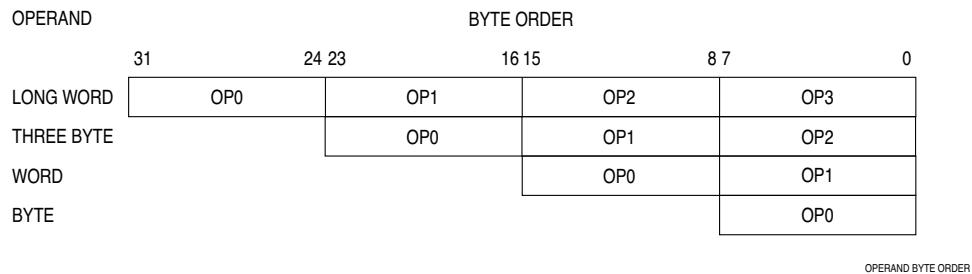 OPERAND BYTE ORDER
31 24 23 16 15 8 7 0
LONG WORD OP0 OP1 OP2 OP3
THREE BYTE OP0 OP1 OP2
WORD OP0 OP1
BYTE OP0
OPERAND BYTE ORDER